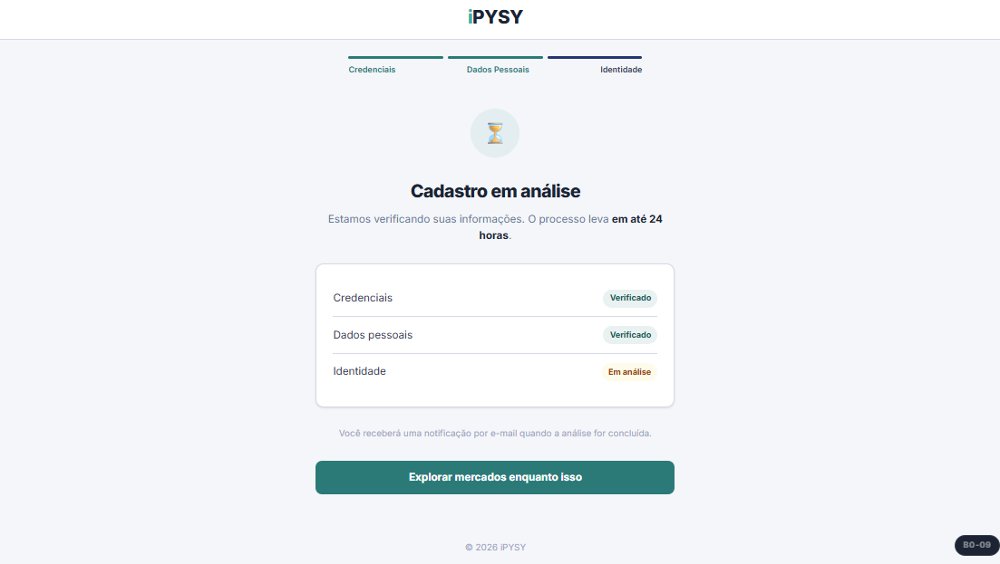 iPYSY
Credenciais
Dados Pessoais
Identidade
Cadastro em análise
Estamos verificando suas informações. O processo leva em até 24
horas.
Credenciais Verificado
Dados pessoais Verificado
Identidade Em análise
Você receberá uma notificação por e-mail quando a análise for concluída.
Explorar mercados enquanto isso
© 2026 iPYSY
B0-09